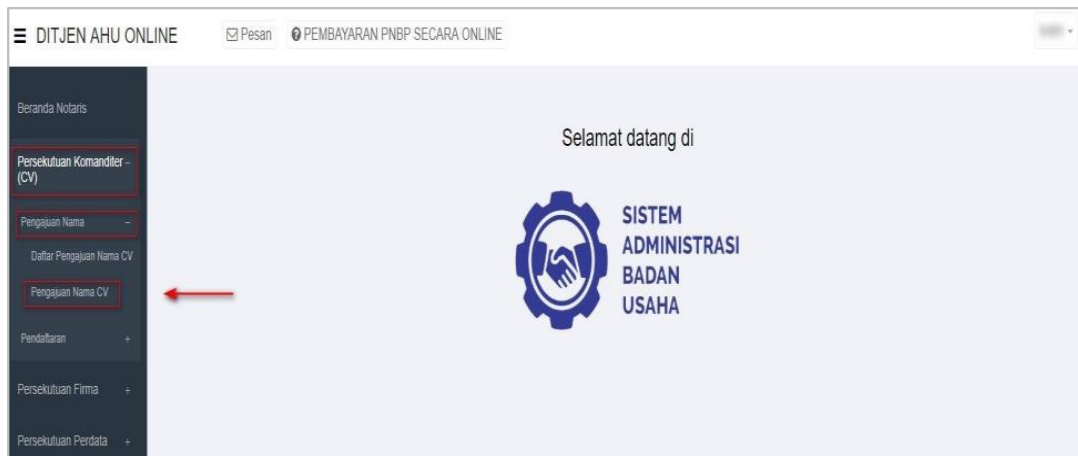 DITJEN AHU ONLINE
Pesan
PEMBAYARAN PNBP SECARA ONLINE
Beranda Notaris
Persekutuan Komanditer
(CV)
Pengajuan Nama
Daftar Pengajuan Nama CV
Pengajuan Nama CV
Pendaftaran
Persekutuan Firma
Persekutuan Perdata
Selamat datang di
SISTEM
ADMINISTRASI
BADAN
USAHA